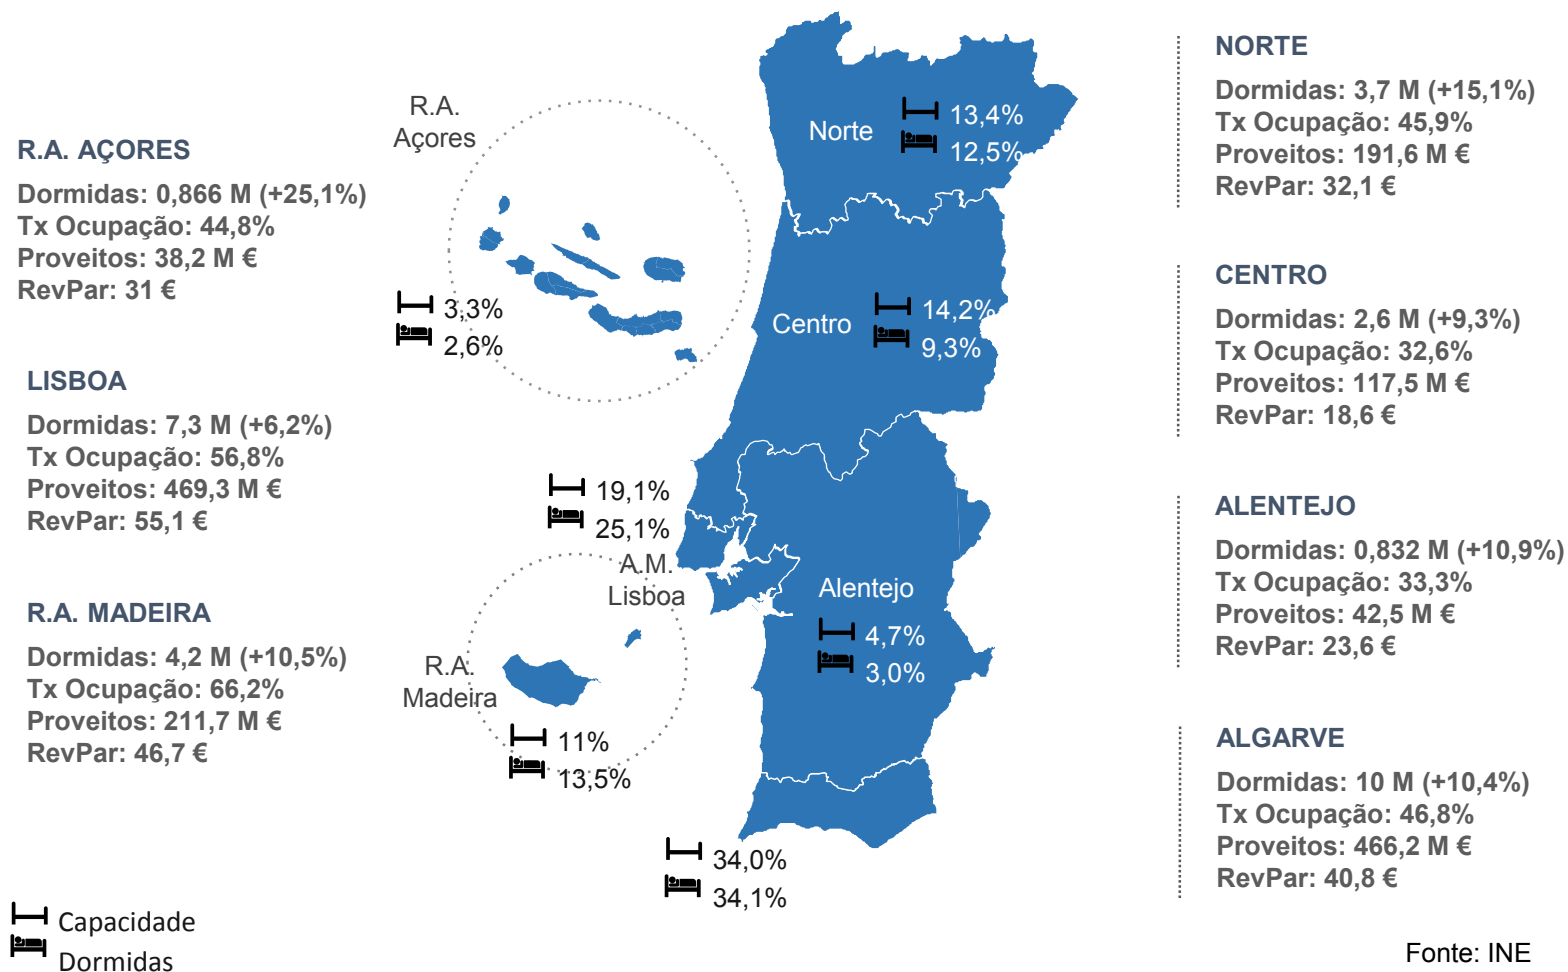 R.A. AÇORES
Dormidas: 0,866 M (+25,1%)
Tx Ocupação: 44,8%
Proveitos: 38,2 M €
RevPar: 31 €
LISBOA
Dormidas: 7,3 M (+6,2%)
Tx Ocupação: 56,8%
Proveitos: 469,3 M €
RevPar: 55,1 €
R.A. MADEIRA
Dormidas: 4,2 M (+10,5%)
Tx Ocupação: 66,2%
Proveitos: 211,7 M €
RevPar: 46,7 €
R.A.
Açores
3,3%
2,6%
19,1%
25,1%
A.M.
Lisboa
R.A.
Madeira
11%
13,5%
Norte
13,4%
12,5%
Centro
14,2%
9,3%
Alentejo
4,7%
3,0%
34,0%
34,1%
NORTE
Dormidas: 3,7 M (+15,1%)
Tx Ocupação: 45,9%
Proveitos: 191,6 M €
RevPar: 32,1 €
CENTRO
Dormidas: 2,6 M (+9,3%)
Tx Ocupação: 32,6%
Proveitos: 117,5 M €
RevPar: 18,6 €
ALENTEJO
Dormidas: 0,832 M (+10,9%)
Tx Ocupação: 33,3%
Proveitos: 42,5 M €
RevPar: 23,6 €
ALGARVE
Dormidas: 10 M (+10,4%)
Tx Ocupação: 46,8%
Proveitos: 466,2 M €
RevPar: 40,8 €
Capacidade
Dormidas
Fonte: INE